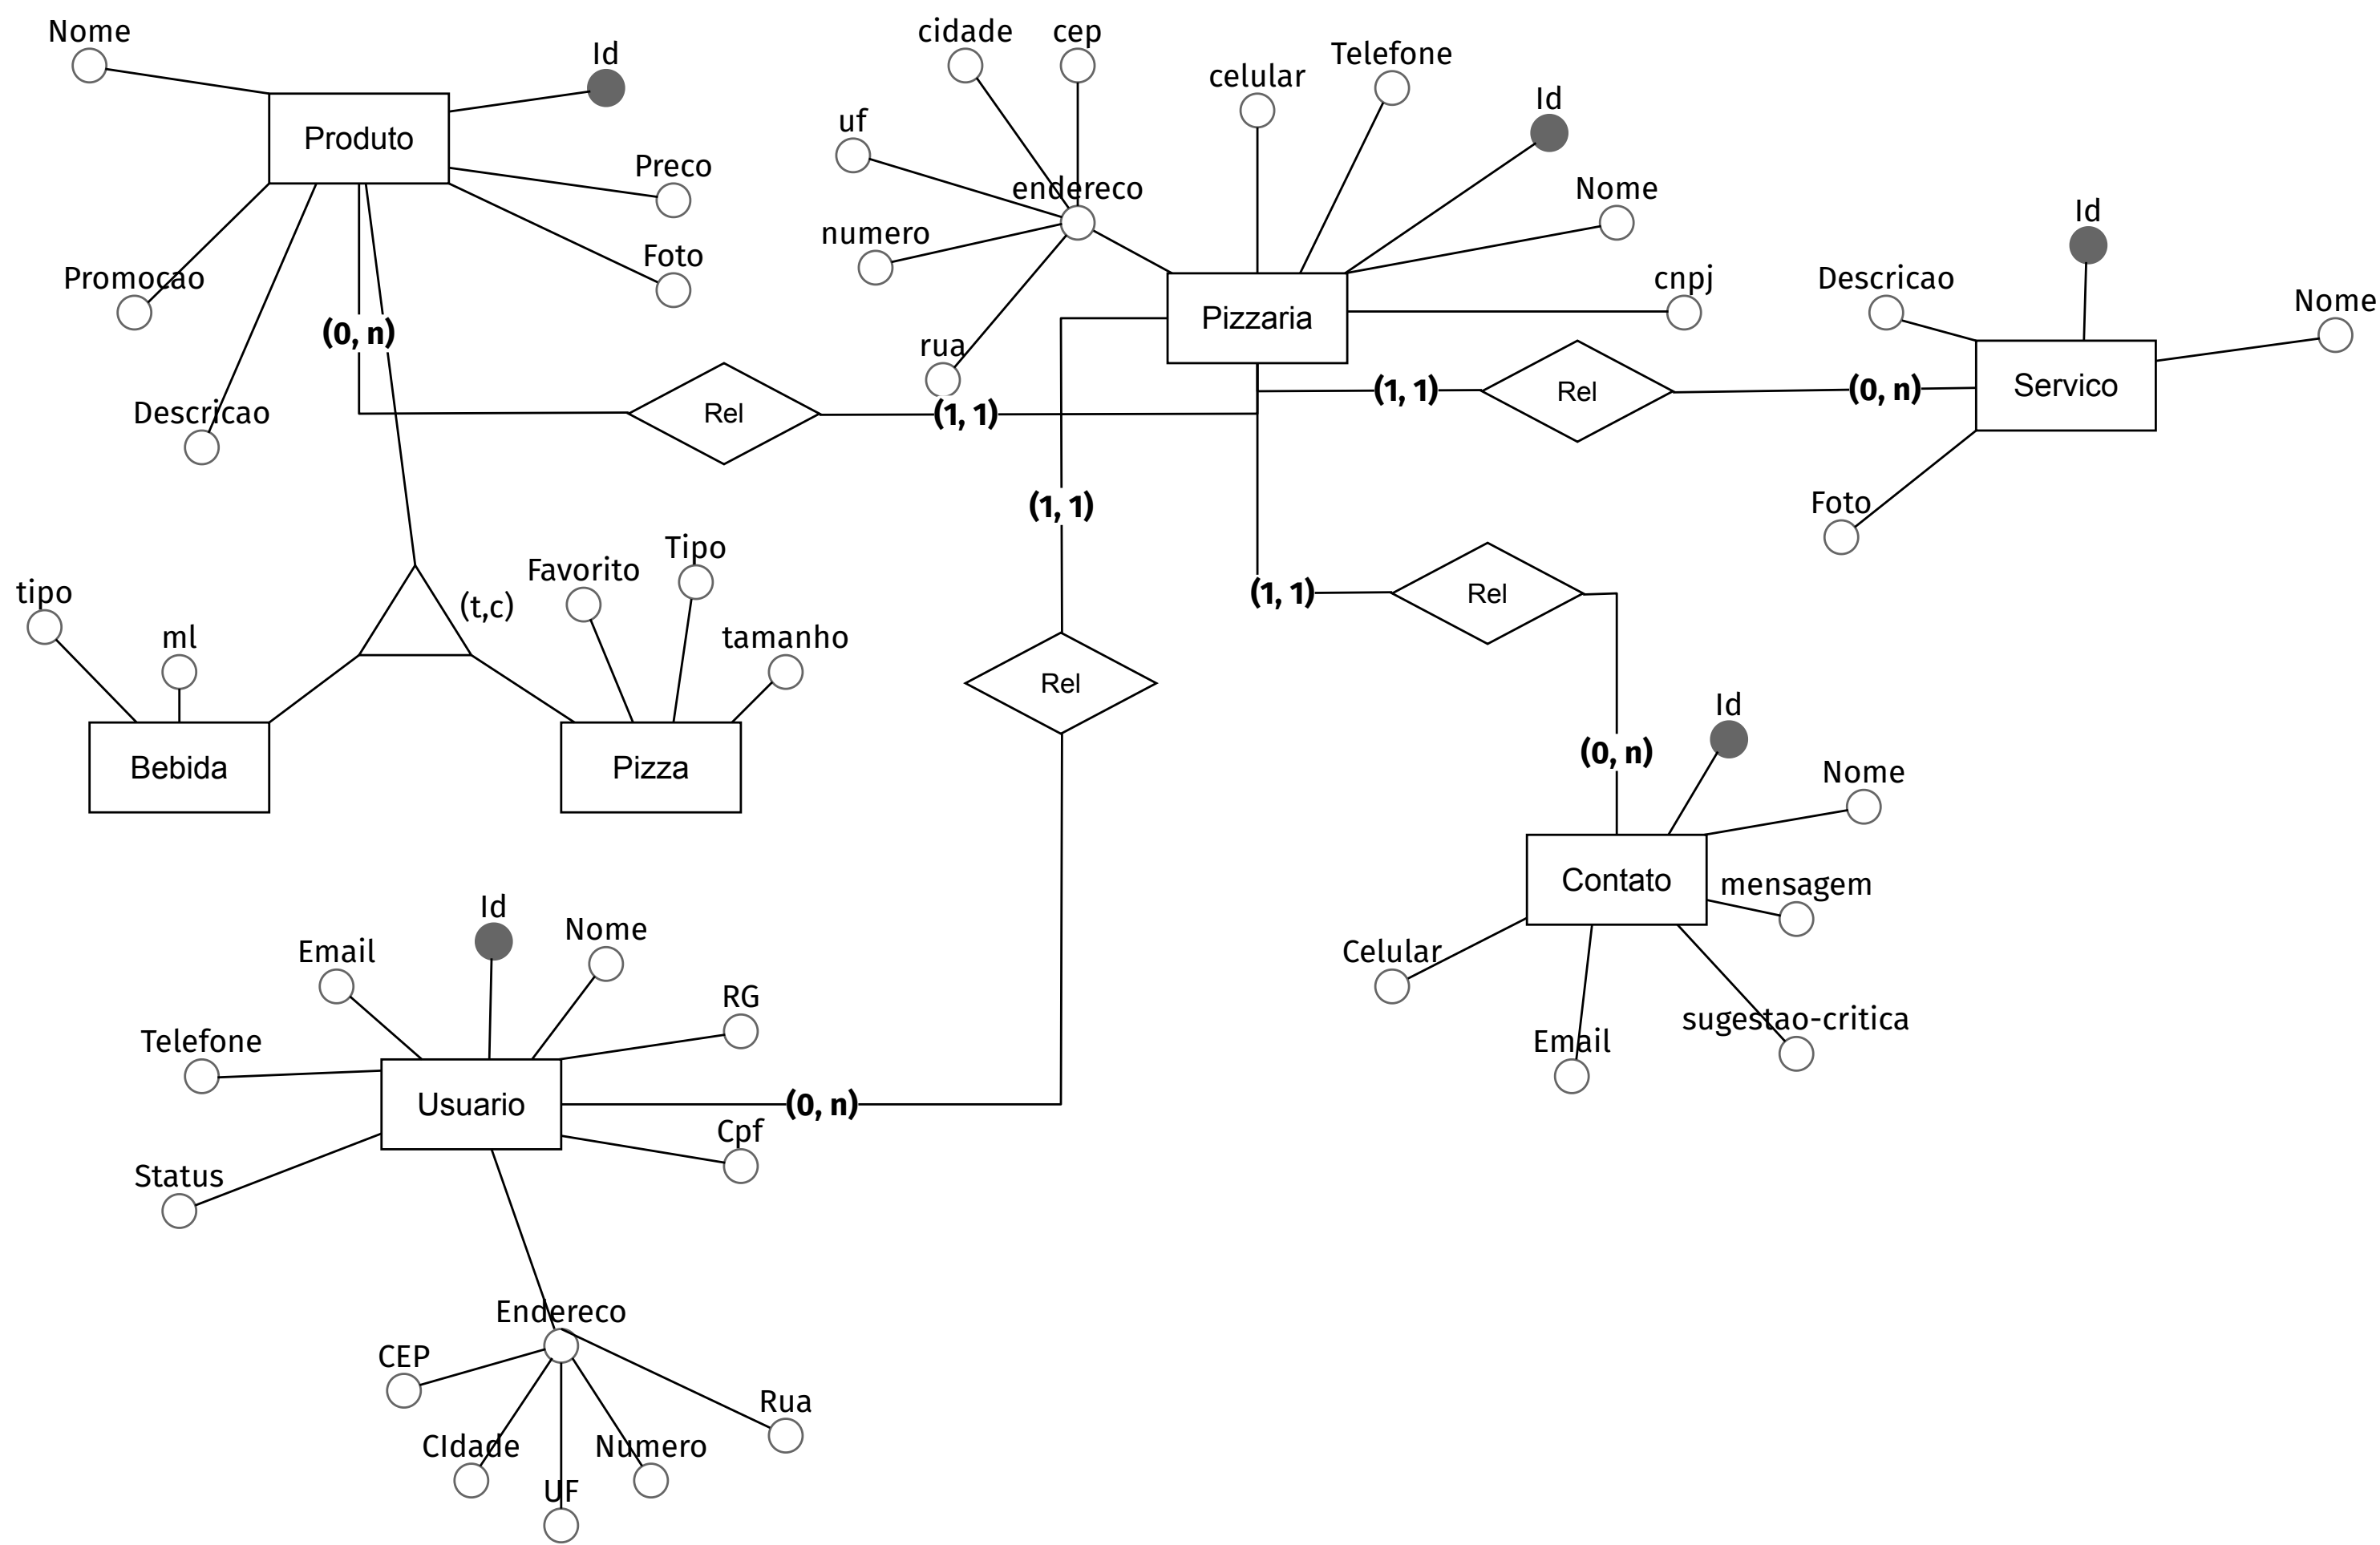 Nome
Id
Produto
Preco
Foto
Promocao
Descricao
(0, n)
Rel
(1, 1)
cidade
cep
uf
endereco
numero
rua
celular
Telefone
Id
Nome
cnpj
Pizzaria
(1, 1)
Rel
(0, n)
Id
Descricao
Nome
Servico
Foto
(1, 1)
Rel
(1, 1)
Rel
(0, n)
(t,c)
tipo
ml
Bebida
Favorito
Tipo
tamanho
Pizza
Id
Nome
Contato
mensagem
Celular
Email
sugestao-critica
Id
Email
Nome
RG
Telefone
Usuario
(0, n)
Cpf
Status
Endereco
CEP
CIdade
UF
Numero
Rua